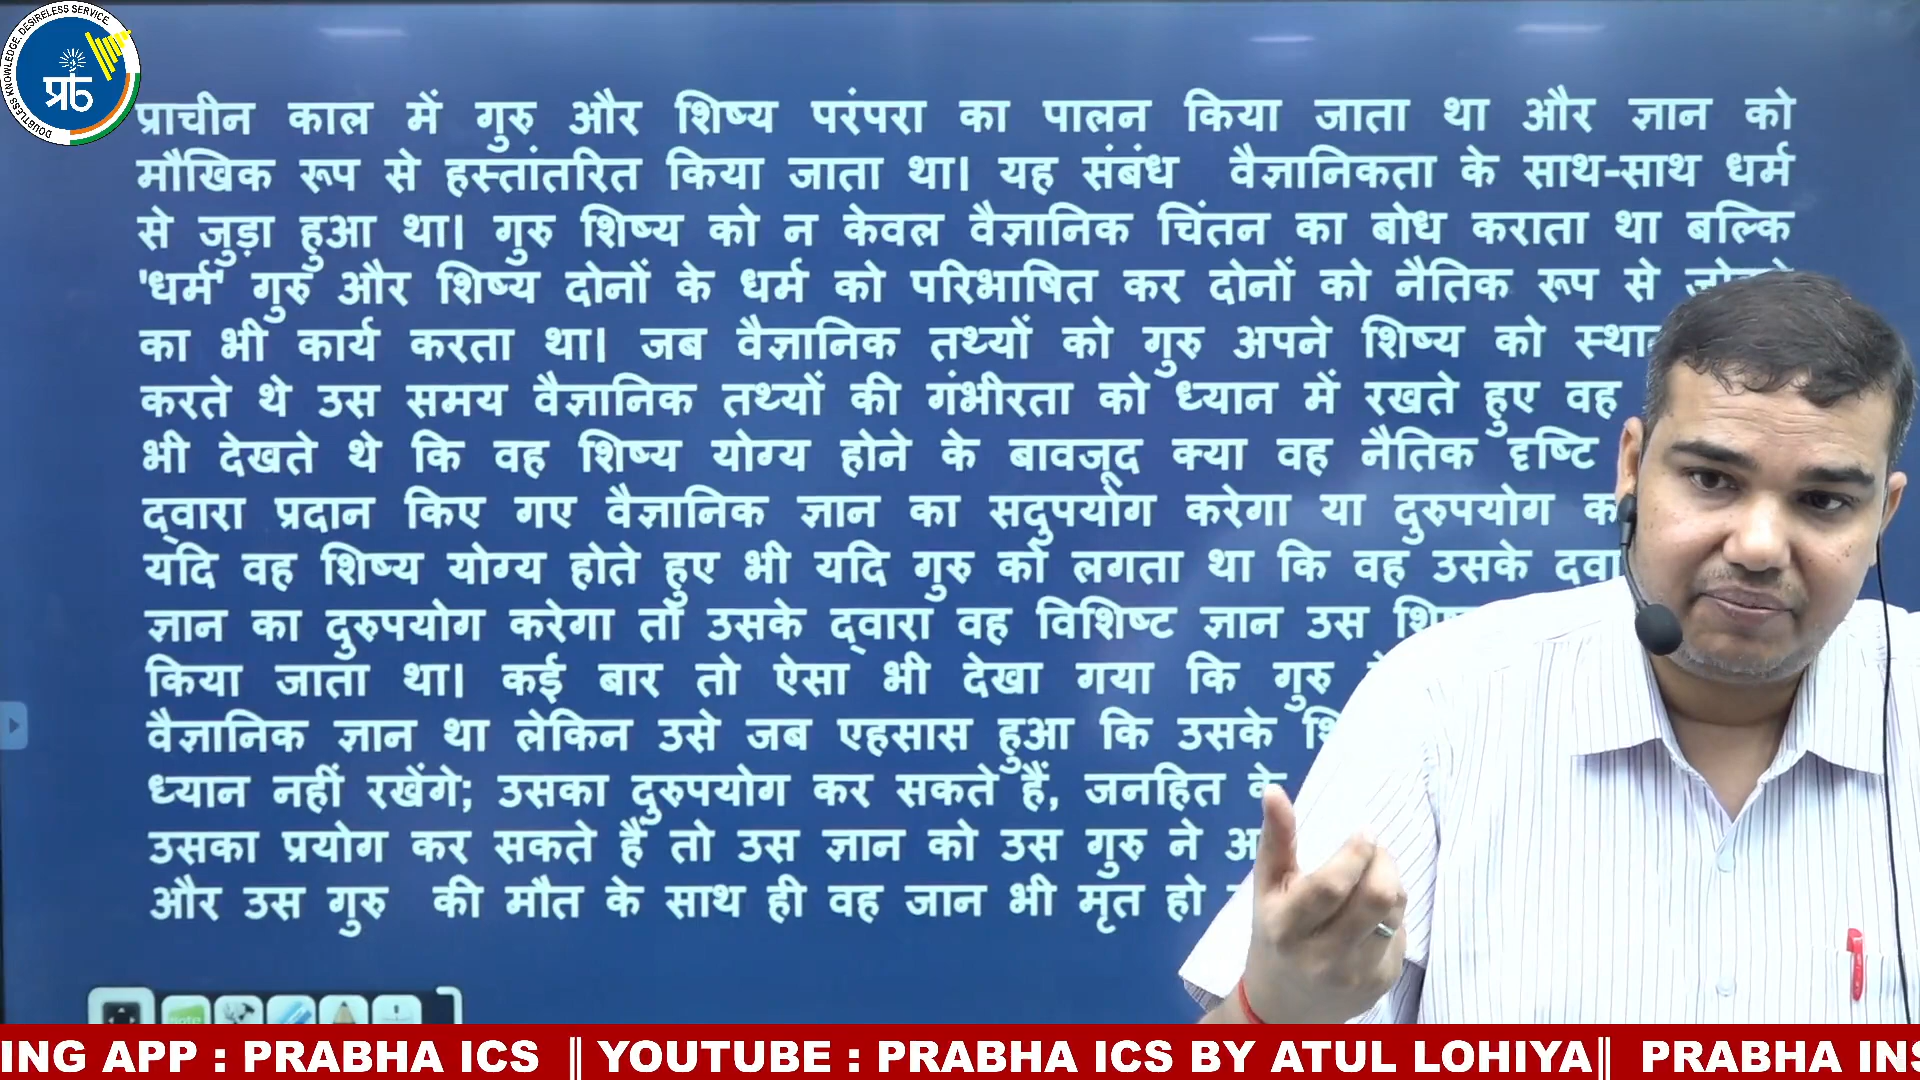 DOUBTLESS KNOWLEDGE, DESIRELESS SERVICE.
प्राचीन काल में गुरु और शिष्य परंपरा का पालन किया जाता था और ज्ञान को
मौखिक रूप से हस्तांतरित किया जाता था। यह संबंध वैज्ञानिकता के साथ-साथ धर्म
से जुड़ा हुआ था। गुरु शिष्य को न केवल वैज्ञानिक चिंतन का बोध कराता था बल्कि
'धर्म' गुरु और शिष्य दोनों के धर्म को परिभाषित कर दोनों को नैतिक रूप से
का भी कार्य करता था। जब वैज्ञानिक तथ्यों को गुरु अपने शिष्य को
करते थे उस समय वैज्ञानिक तथ्यों की गंभीरता को ध्यान में रखते हुए वह
भी देखते थे कि वह शिष्य योग्य होने के बावजूद क्या वह नैतिक दृष्टि
द्वारा प्रदान किए गए वैज्ञानिक ज्ञान का सदुपयोग करेगा या दुरुपयोग
यदि वह शिष्य योग्य होते हुए भी यदि गुरु को लगता था कि वह उसके
ज्ञान का दुरुपयोग करेगा तो उसके द्वारा वह विशिष्ट ज्ञान उस
किया जाता था। कई बार तो ऐसा भी देखा गया कि गुरु
वैज्ञानिक ज्ञान था लेकिन उसे जब एहसास हुआ कि उसके
ध्यान नहीं रखेंगे; उसका दुरुपयोग कर सकते हैं, जनहित के
उसका प्रयोग कर सकते हैं तो उस ज्ञान को उस गुरु ने
और उस गुरु की मौत के साथ ही वह जान भी मृत हो
note
ING APP : PRABHA ICS || YOUTUBE : PRABHA ICS BY ATUL LOHIYA|| PRABHA INS